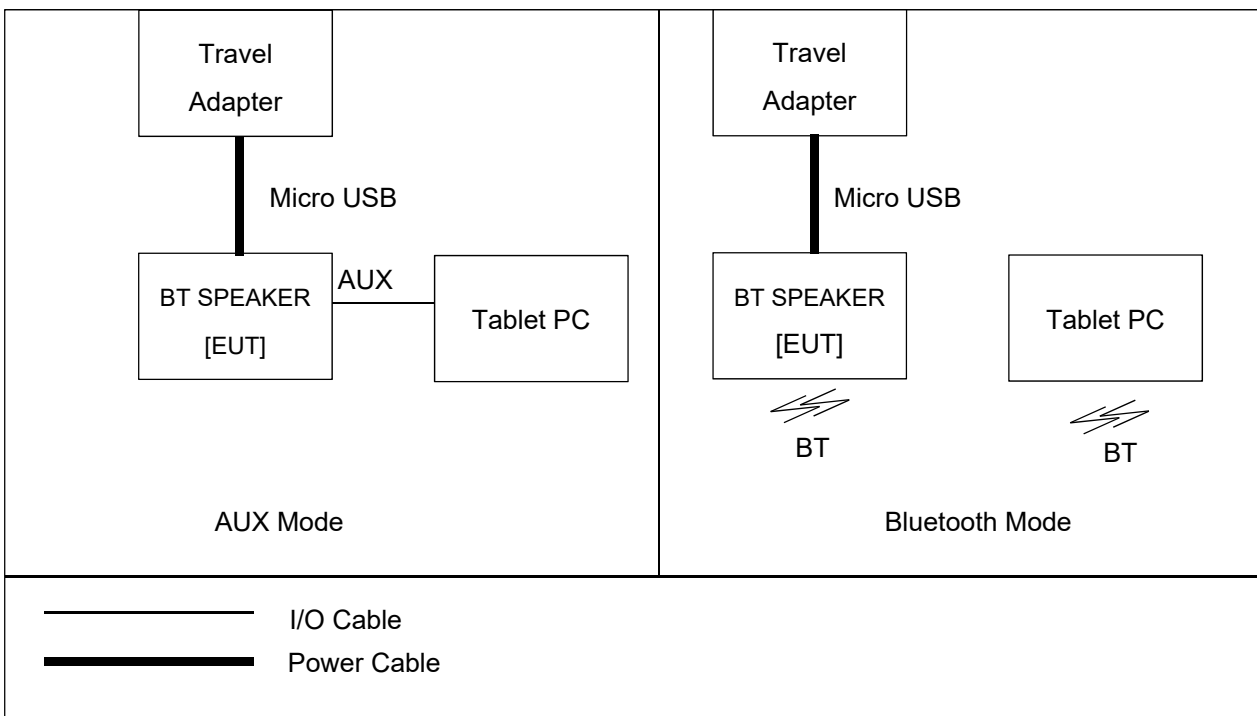 Travel
Adapter
Micro USB
BT SPEAKER
[EUT]
AUX
Tablet PC
AUX Mode
Travel
Adapter
Micro USB
BT SPEAKER
[EUT]
Tablet PC
BT
BT
Bluetooth Mode
I/O Cable
Power Cable